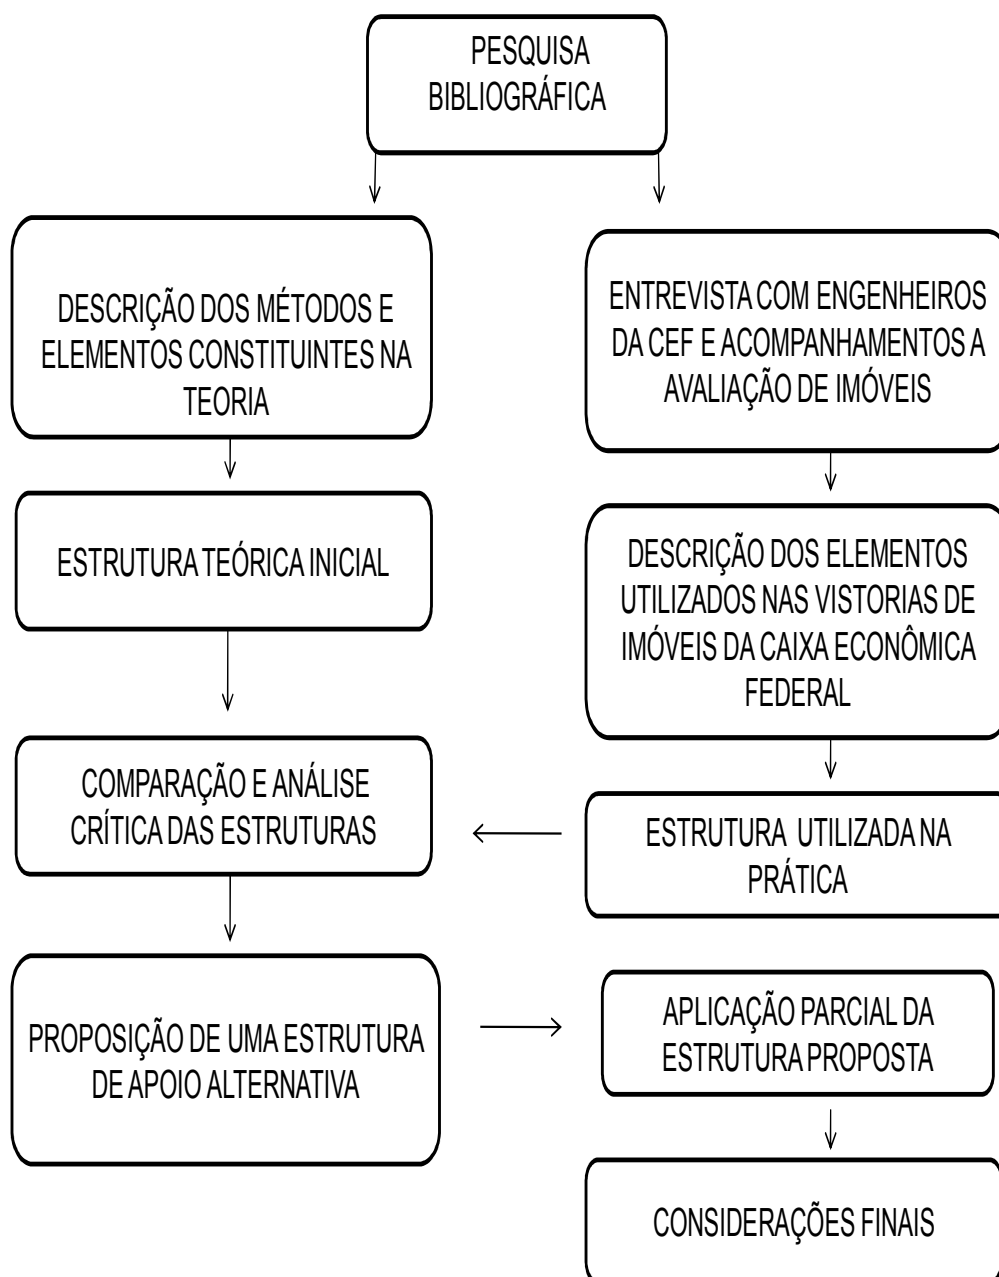 PESQUISA
BIBLIOGRÁFICA
DESCRIÇÃO DOS MÉTODOS E
ELEMENTOS CONSTITUINTES NA
TEORIA
ENTREVISTA COM ENGENHEIROS
DA CEF E ACOMPANHAMENTOS A
AVALIAÇÃO DE IMÓVEIS
ESTRUTURA TEÓRICA INICIAL
DESCRIÇÃO DOS ELEMENTOS
UTILIZADOS NAS VISTORIAS DE
IMÓVEIS DA CAIXA ECONÔMICA
FEDERAL
COMPARAÇÃO E ANÁLISE
CRÍTICA DAS ESTRUTURAS
ESTRUTURA UTILIZADA NA
PRÁTICA
PROPOSIÇÃO DE UMA ESTRUTURA
DE APOIO ALTERNATIVA
APLICAÇÃO PARCIAL DA
ESTRUTURA PROPOSTA
CONSIDERAÇÕES FINAIS